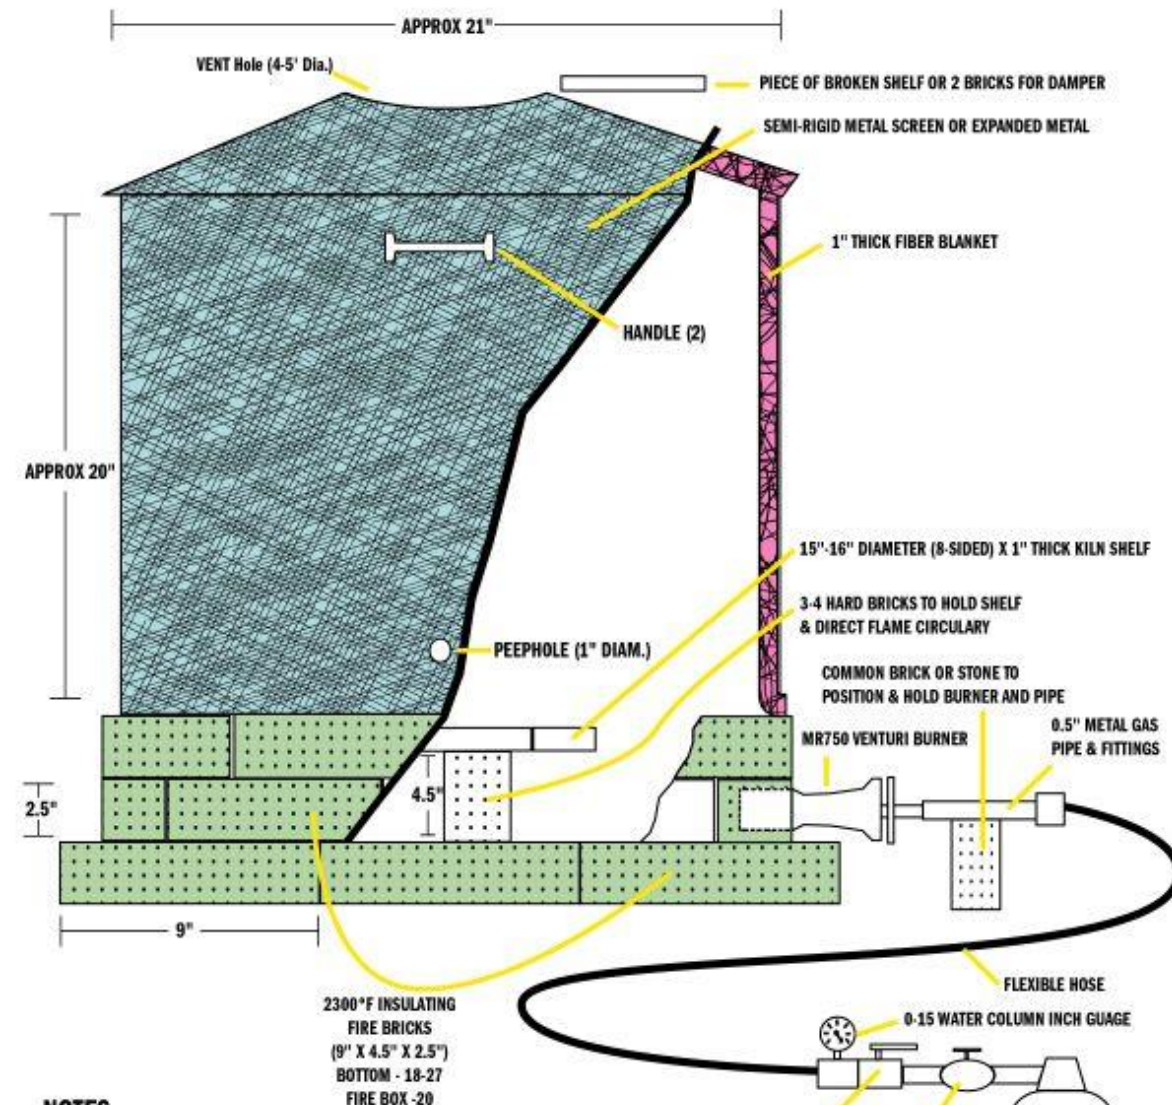 APPROX 21"
VENT Hole (4-5' Dia.)
PIECE OF BROKEN SHELF OR 2 BRICKS FOR DAMPER
SEMI-RIGID METAL SCREEN OR EXPANDED METAL
1" THICK FIBER BLANKET
HANDLE (2)
APPROX 20"
15"-16" DIAMETER (8-SIDED) X 1" THICK KILN SHELF
3-4 HARD BRICKS TO HOLD SHELF
& DIRECT FLAME CIRCULARY
PEEPHOLE (1" DIAM.)
COMMON BRICK OR STONE TO
POSITION & HOLD BURNER AND PIPE
0.5" METAL GAS
PIPE & FITTINGS
MR750 VENTURI BURNER
2.5"
4.5"
9"
FLEXIBLE HOSE
2300°F INSULATING
FIRE BRICKS
(9" X 4.5" X 2.5")
BOTTOM - 18-27
FIRE BOX -20
0-15 WATER COLUMN INCH GUAGE
NOTES